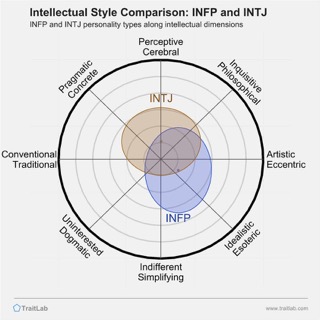 Intellectual Style Comparison: INFP and INTJ
INFP and INTJ personality types along intellectual dimensions
Perceptive
Cerebral
Pragmatic
Concrete
Inquisitive
Philosophical
INTJ
Conventional
Traditional
Artistic
Eccentric
INFP
Uninterested
Dogmatic
Idealistic
Esoteric
Indifferent
Simplifying
TraitLab
www.traitlab.com